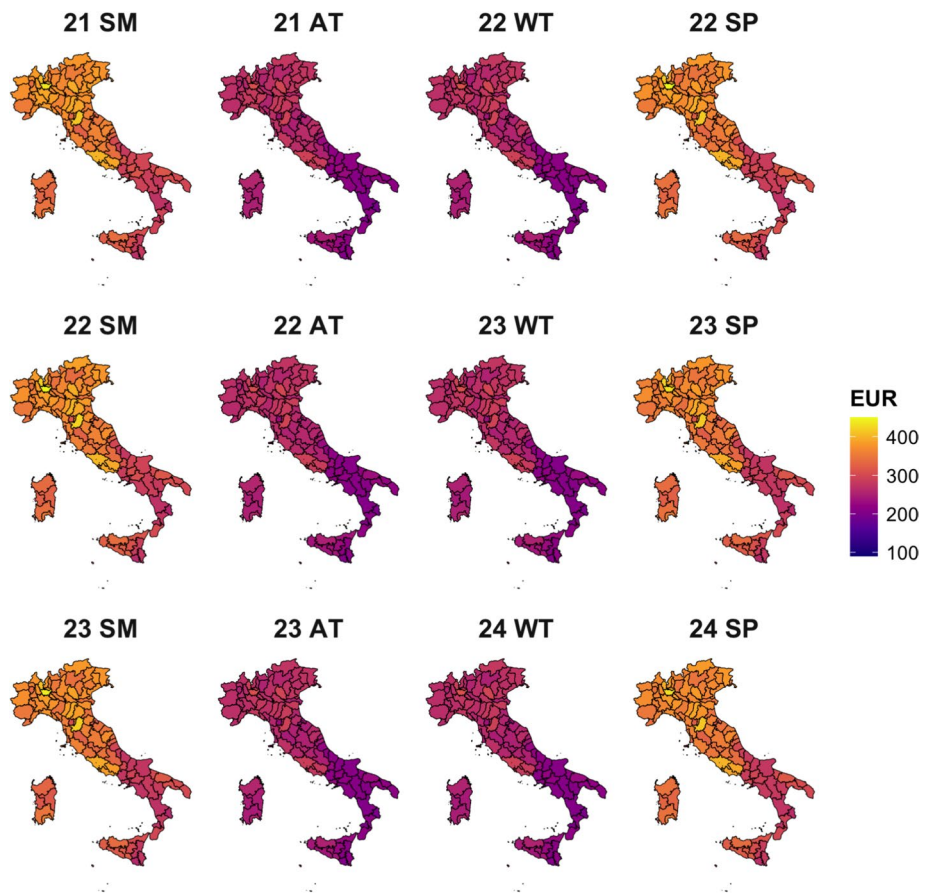 21 SM
21 AT
22 WT
22 SP
22 SM
22 AT
23 WT
23 SP
EUR
400
300
200
100
23 SM
23 AT
24 WT
24 SP